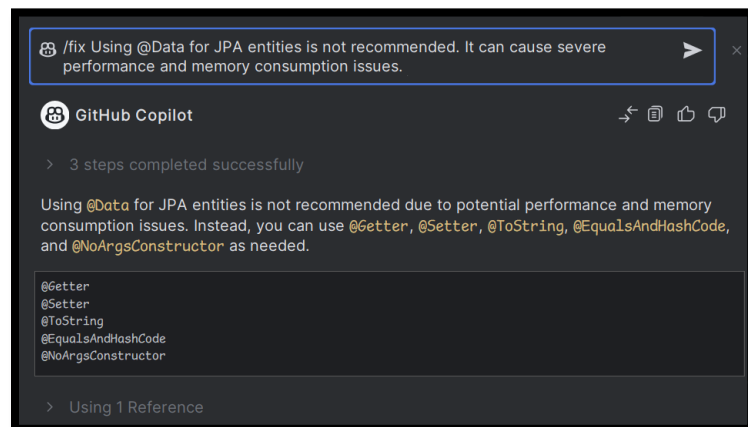 /fix Using @Data for JPA entities is not recommended. It can cause severe
performance and memory consumption issues.
GitHub Copilot
3 steps completed successfully
Using @Data for JPA entities is not recommended due to potential performance and memory
consumption issues. Instead, you can use @Getter, @Setter, @ToString, @EqualsAndHashCode,
and @NoArgsConstructor as needed.
@Getter
@Setter
@ToString
@EqualsAndHashCode
@NoArgsConstructor
Using 1 Reference